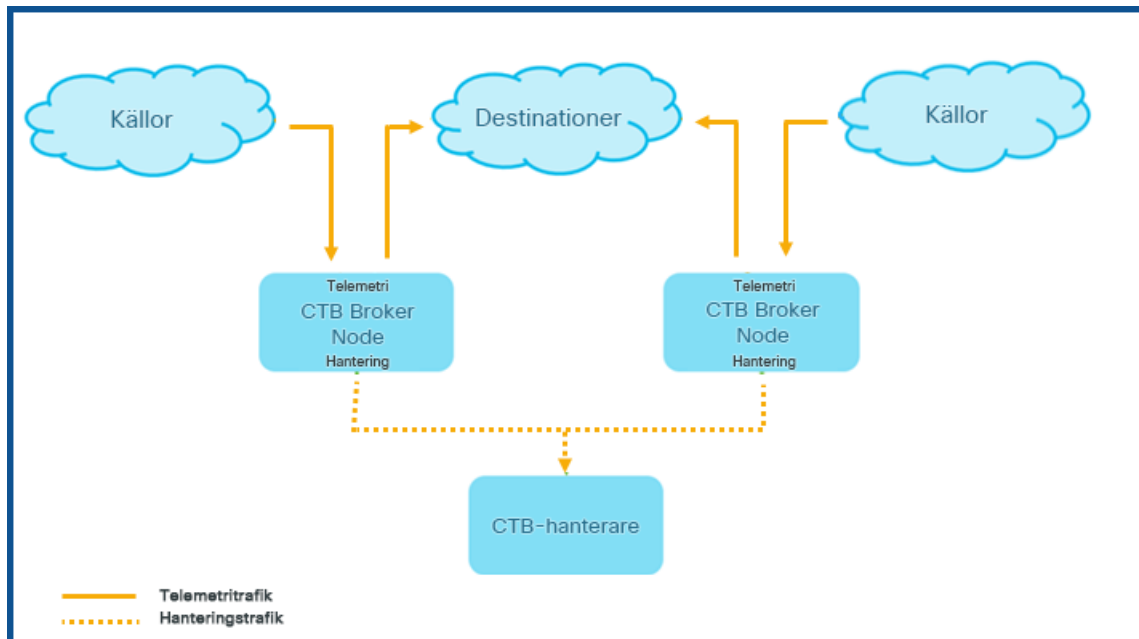 Källor
Destinationer
Källor
Telemetri
CTB Broker
Node
Hantering
Telemetri
CTB Broker
Node
Hantering
CTB-hanterare
Telemetritrafik
Hanteringstrafik